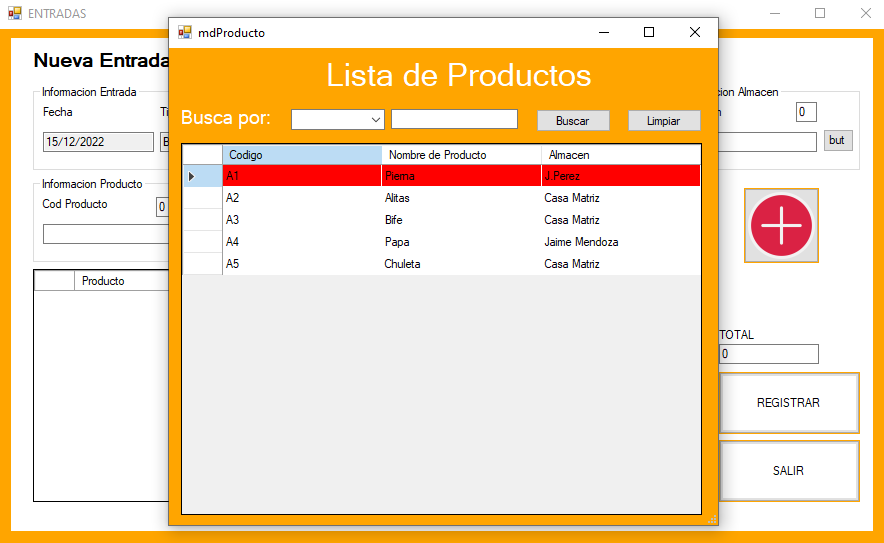 ENTRADAS
mdProducto
Nueva Entrada
Lista de Productos
Informacion Entrada
Almacen
Fecha
0
Busca por:
Buscar
Limpiar
15/12/2022
but
Codigo
Nombre de Producto
Almacen
A1
Pierna
J.Perez
Informacion Producto
A2
Alitas
Casa Matriz
Cod Producto
0
A3
Bife
Casa Matriz
A4
Papa
Jaime Mendoza
A5
Chuleta
Casa Matriz
Producto
TOTAL
0
REGISTRAR
SALIR